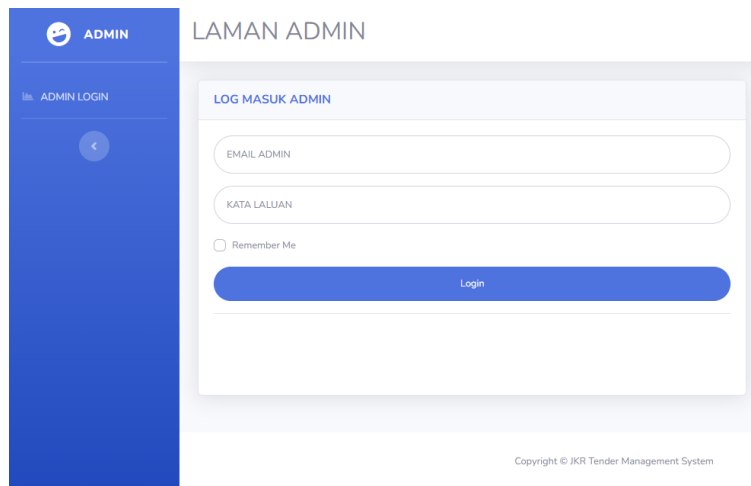 ADMIN
ADMIN LOGIN
LAMAN ADMIN
LOG MASUK ADMIN
EMAIL ADMIN
KATA LALUAN
Remember Me
Login
Copyright © JKR Tender Management System